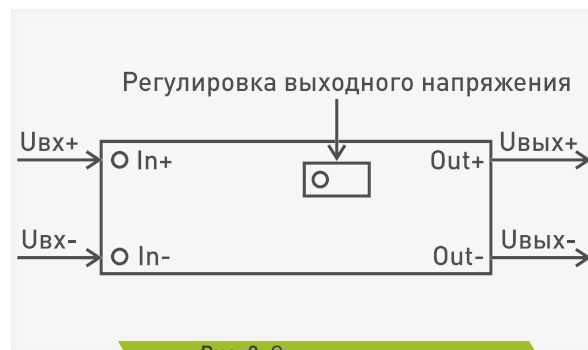 Регулировка выходного напряжения
Uвх+
In+
Out+
Uвых+
Uвх-
In-
Out-
Uвых-